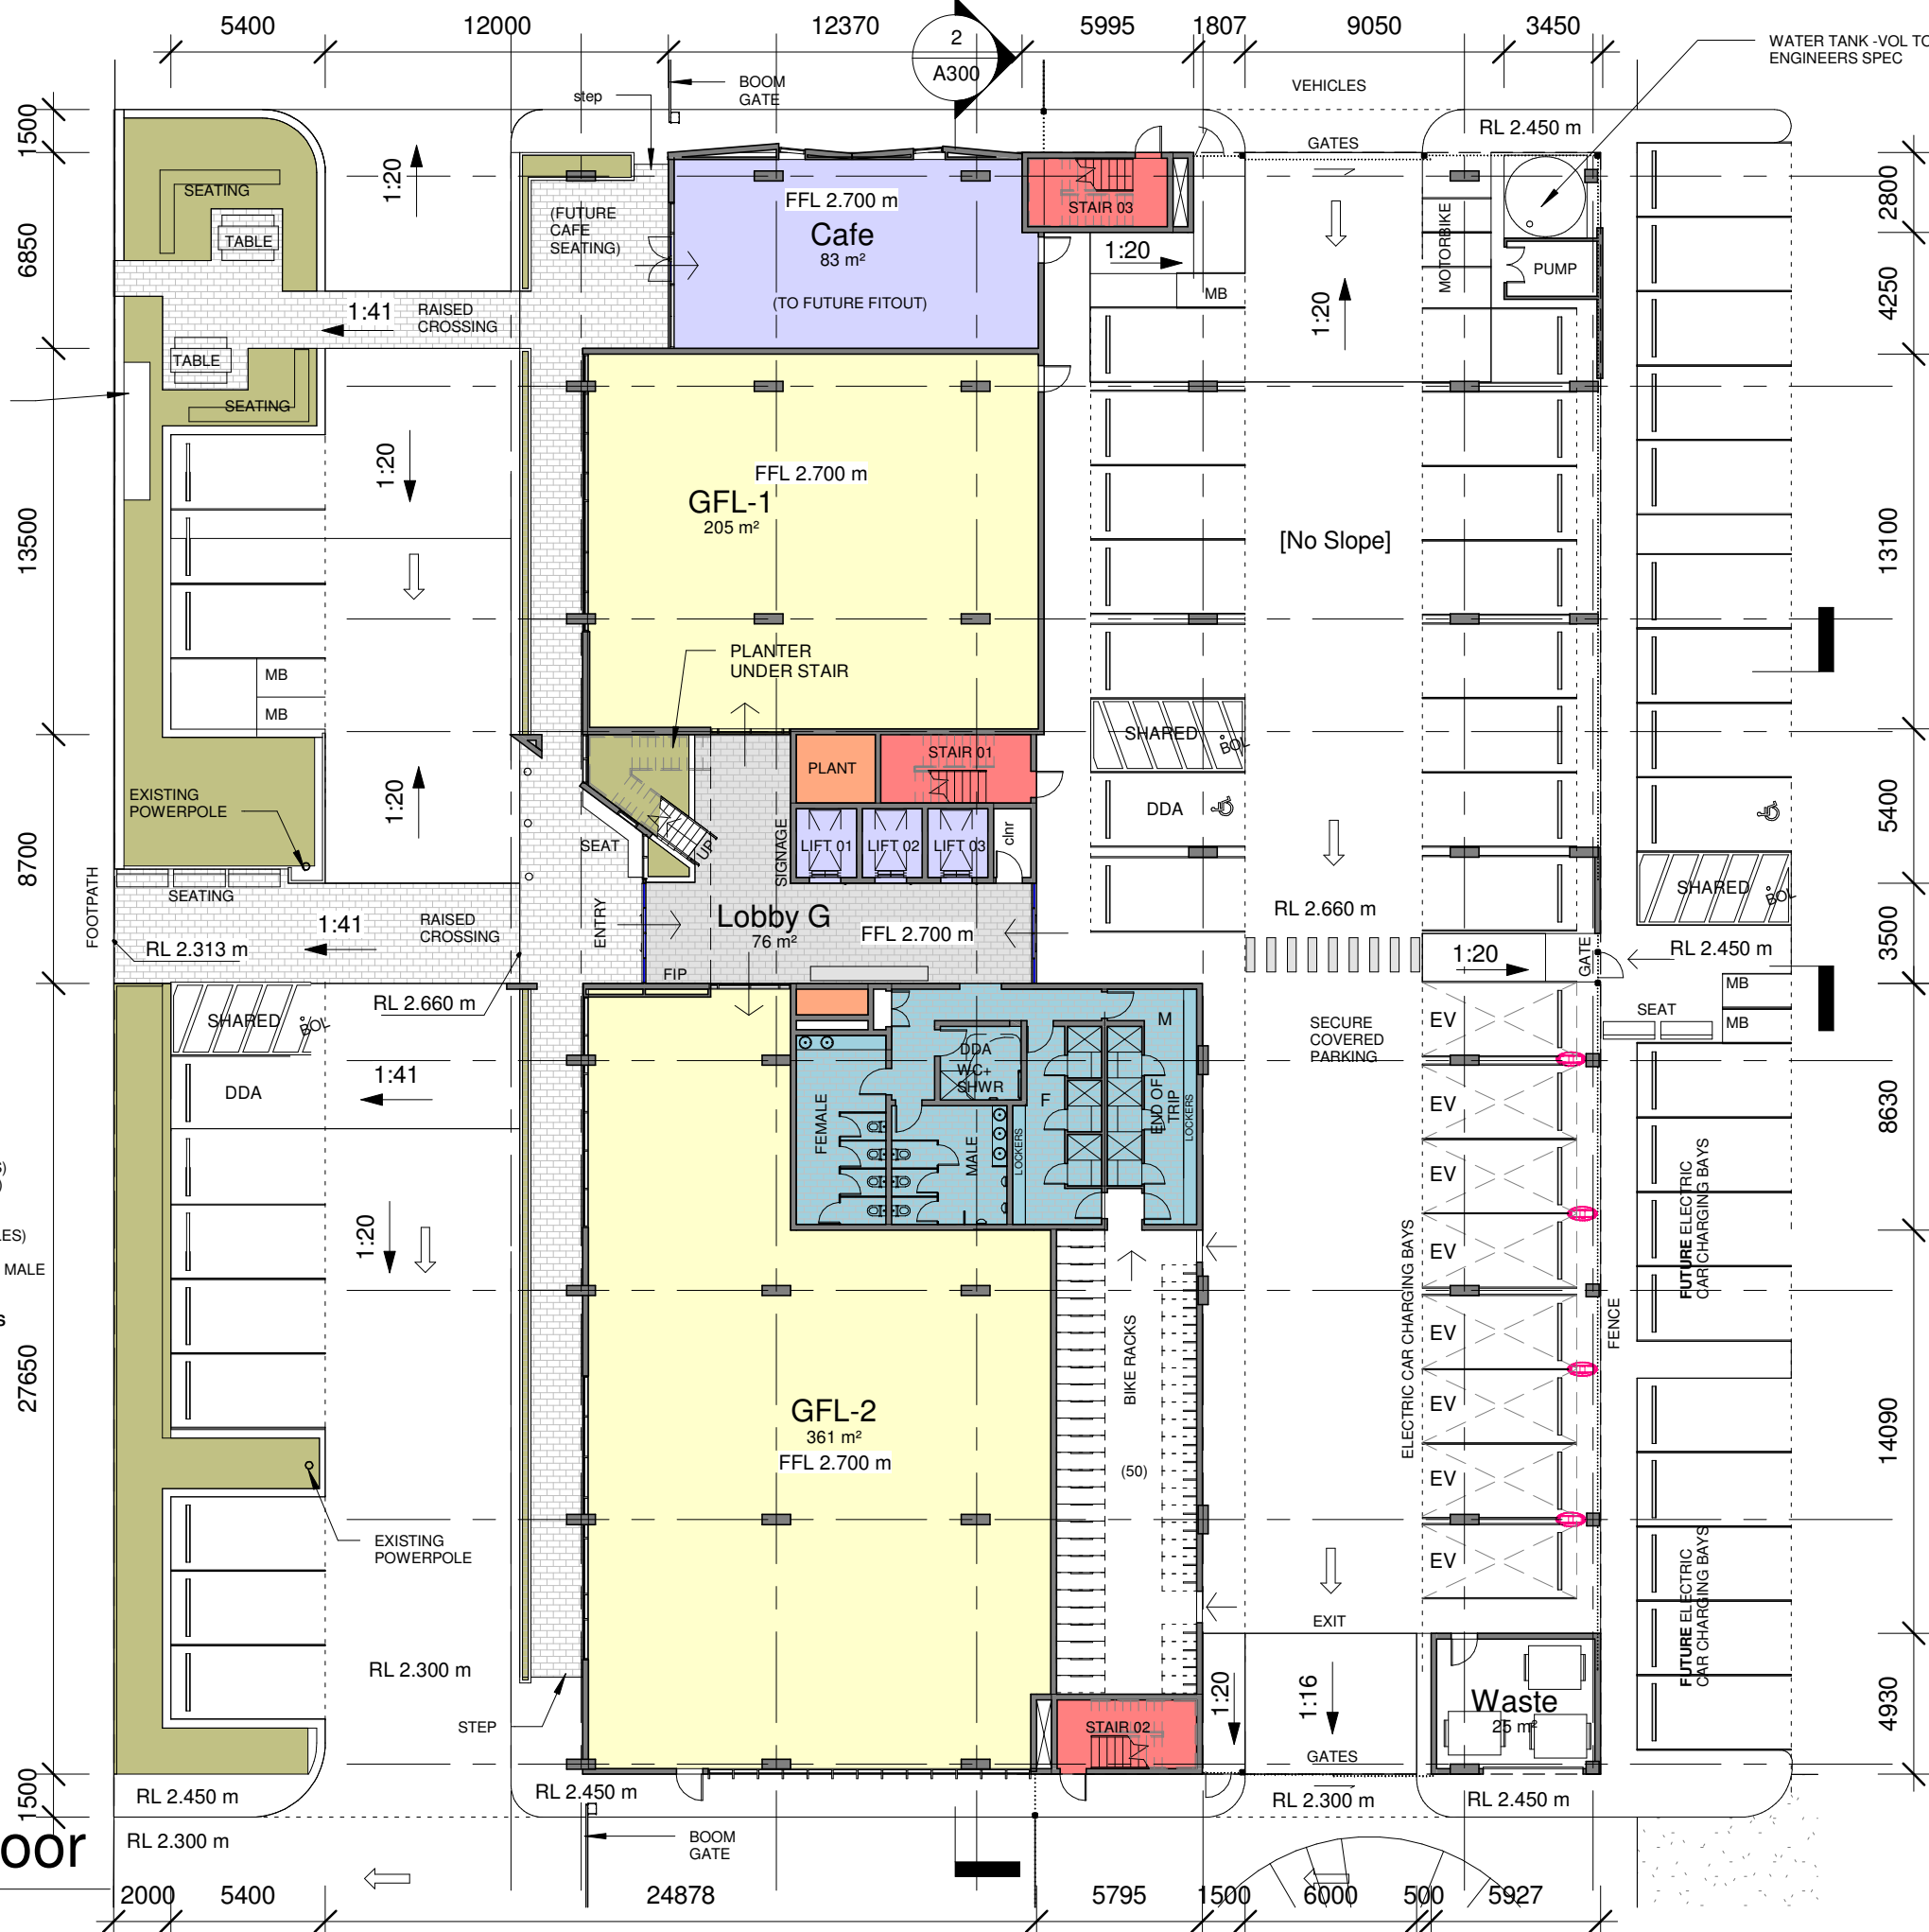 5400
12000
12370
5995
1807
9050
3450
2
A300
WATER TANK -VOL TO
ENGINEERS SPEC
BOOM
GATE
step
VEHICLES
GATES
RL 2.450 m
1500
6850
13500
8700
27650
1500
2800
4250
13100
5400
3500
8630
14090
4930
SEATING
TABLE
1:20
(FUTURE
CAFE
SEATING)
FFL 2.700 m
Cafe
83 m²
(TO FUTURE FITOUT)
STAIR 03
1:20
MB
1:20
MOTORBIKE
PUMP
1:41
RAISED
CROSSING
TABLE
SEATING
1:20
FFL 2.700 m
GFL-1
205 m²
[No Slope]
PLANTER
UNDER STAIR
MB
MB
SHARED
BOL
STAIR 01
PLANT
EXISTING
POWERPOLE
1:20
DDA
SEAT
UP
SIGNAGE
LIFT 01
LIFT 02
LIFT 03
clnr
FOOTPATH
SEATING
SHARED
BOL
1:41
RAISED
CROSSING
ENTRY
Lobby G
76 m²
FFL 2.700 m
RL 2.660 m
RL 2.313 m
1:20
GATE
RL 2.450 m
FIP
RL 2.660 m
MB
MB
SEAT
SHARED
BOL
M
SECURE
COVERED
PARKING
EV
DDA
WC+
SHWR
DDA
1:41
FEMALE
MALE
F
LOCKERS
END OF
TRIP
LOCKERS
EV
EV
EV
EV
EV
EV
EV
FUTURE ELECTRIC
CAR CHARGING BAYS
S)
)
LES)
MALE
s
1:20
BIKE RACKS
ELECTRIC CAR CHARGING BAYS
FENCE
GFL-2
361 m²
FFL 2.700 m
(50)
EXISTING
POWERPOLE
FUTURE ELECTRIC
CAR CHARGING BAYS
EXIT
RL 2.300 m
1:20
1:16
Waste
25 m²
STEP
STAIR 02
GATES
RL 2.450 m
RL 2.450 m
RL 2.300 m
RL 2.450 m
RL 2.300 m
oor
BOOM
GATE
2000
5400
24878
5795
1500
6000
500
5927